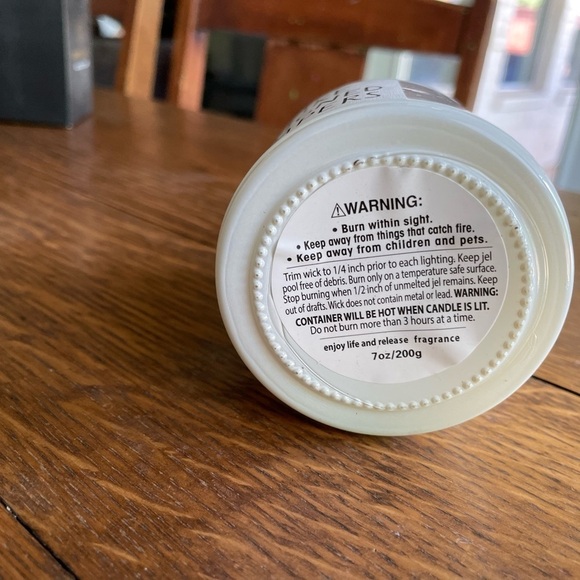 ⚠WARNING:
• Burn within sight.
• Keep away from things that catch fire.
• Keep away from children and pets.
Trim wick to 1/4 inch prior to each lighting. Keep jel
pool free of debris. Burn only on a temperature safe surface.
Stop burning when 1/2 inch of unmelted jel remains. Keep
out of drafts. Wick does not contain metal or lead. WARNING:
CONTAINER WILL BE HOT WHEN CANDLE IS LIT.
Do not burn more than 3 hours at a time.
enjoy life and release fragrance
7oz/200g